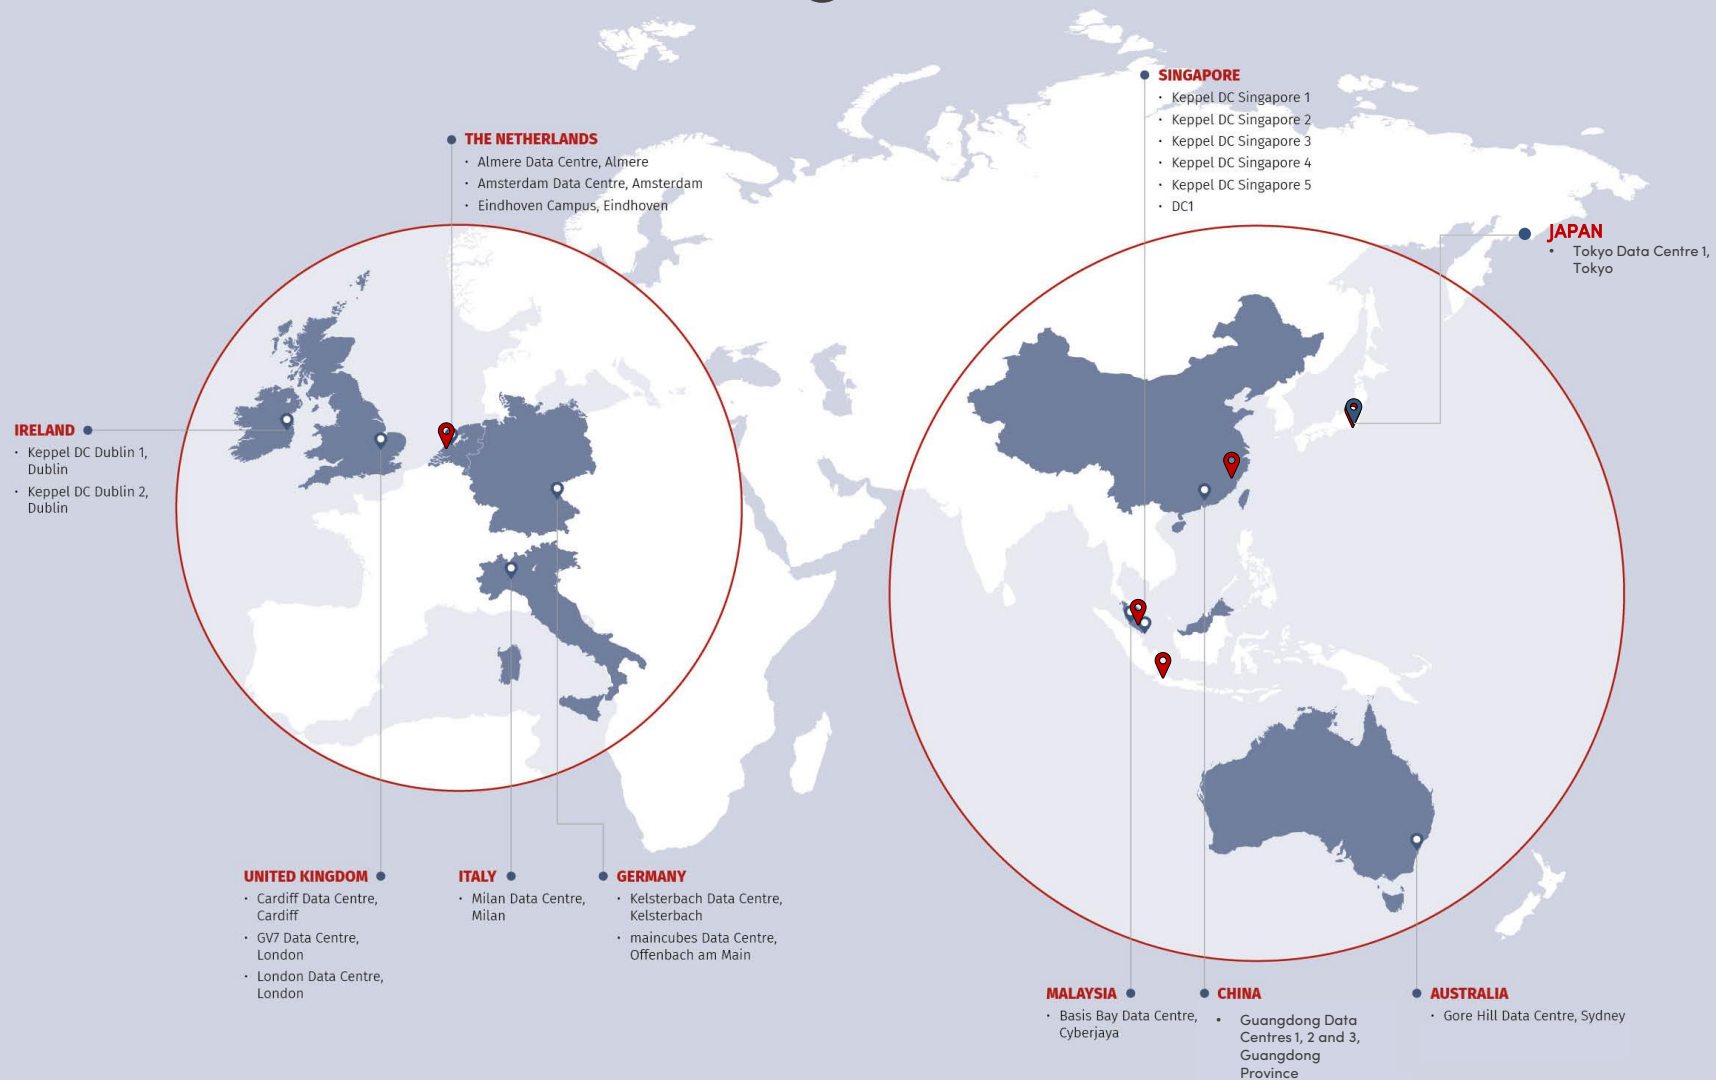 SINGAPORE
· Keppel DC Singapore 1
· Keppel DC Singapore 2
· Keppel DC Singapore 3
· Keppel DC Singapore 4
· Keppel DC Singapore 5
· DC1
THE NETHERLANDS
· Almere Data Centre, Almere
· Amsterdam Data Centre, Amsterdam
· Eindhoven Campus, Eindhoven
JAPAN
• Tokyo Data Centre 1,
Tokyo
IRELAND
· Keppel DC Dublin 1,
Dublin
· Keppel DC Dublin 2,
Dublin
UNITED KINGDOM
· Cardiff Data Centre,
Cardiff
· GV7 Data Centre,
London
· London Data Centre,
London
ITALY
· Milan Data Centre,
Milan
GERMANY
· Kelsterbach Data Centre,
Kelsterbach
· maincubes Data Centre,
Offenbach am Main
MALAYSIA
· Basis Bay Data Centre,
Cyberjaya
CHINA
• Guangdong Data
Centres 1, 2 and 3,
Guangdong
Province
AUSTRALIA
· Gore Hill Data Centre, Sydney